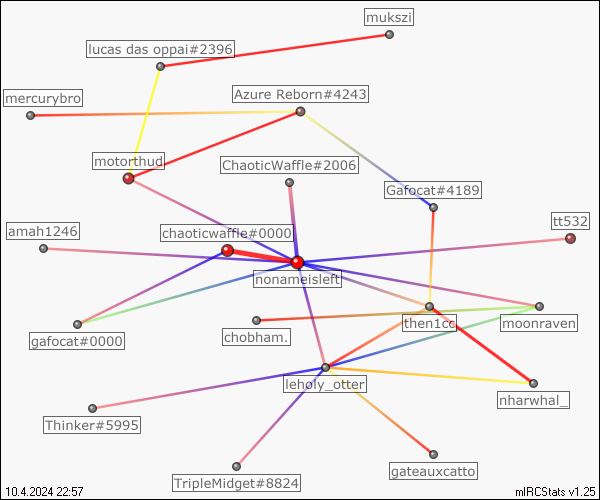 mukszi
lucas das oppai#2396
mercurybro
Azure Reborn#4243
motorthud
ChaoticWaffle#2006
Gafocat#4189
amah1246
chaoticwaffle#0000
tt532
nonameisleft
gafocat#0000
chobham.
then1cc
moonraven
leholy_otter
nharwhal_
Thinker#5995
TripleMidget#8824
gateauxcatto
10.4.2024 22:57
mIRCStats v1.25